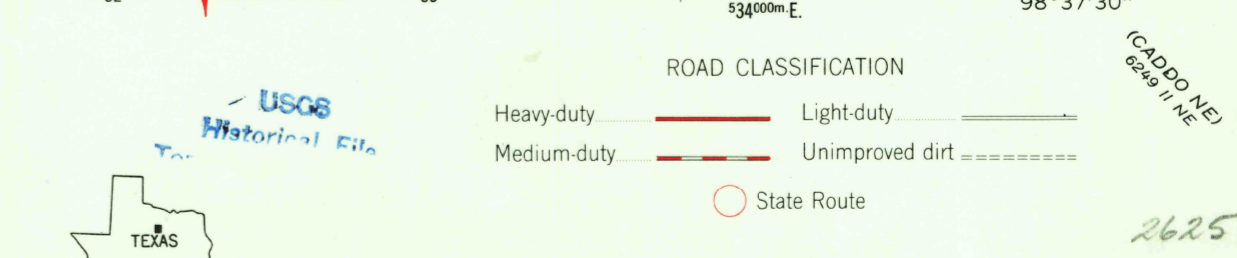 534000m.E.
98°37'30"
(CADDO NE)
6249 II NE
ROAD CLASSIFICATION
Heavy-duty
Light-duty
Medium-duty
Unimproved dirt
State Route
USGS
Historical File
TEXAS
2625